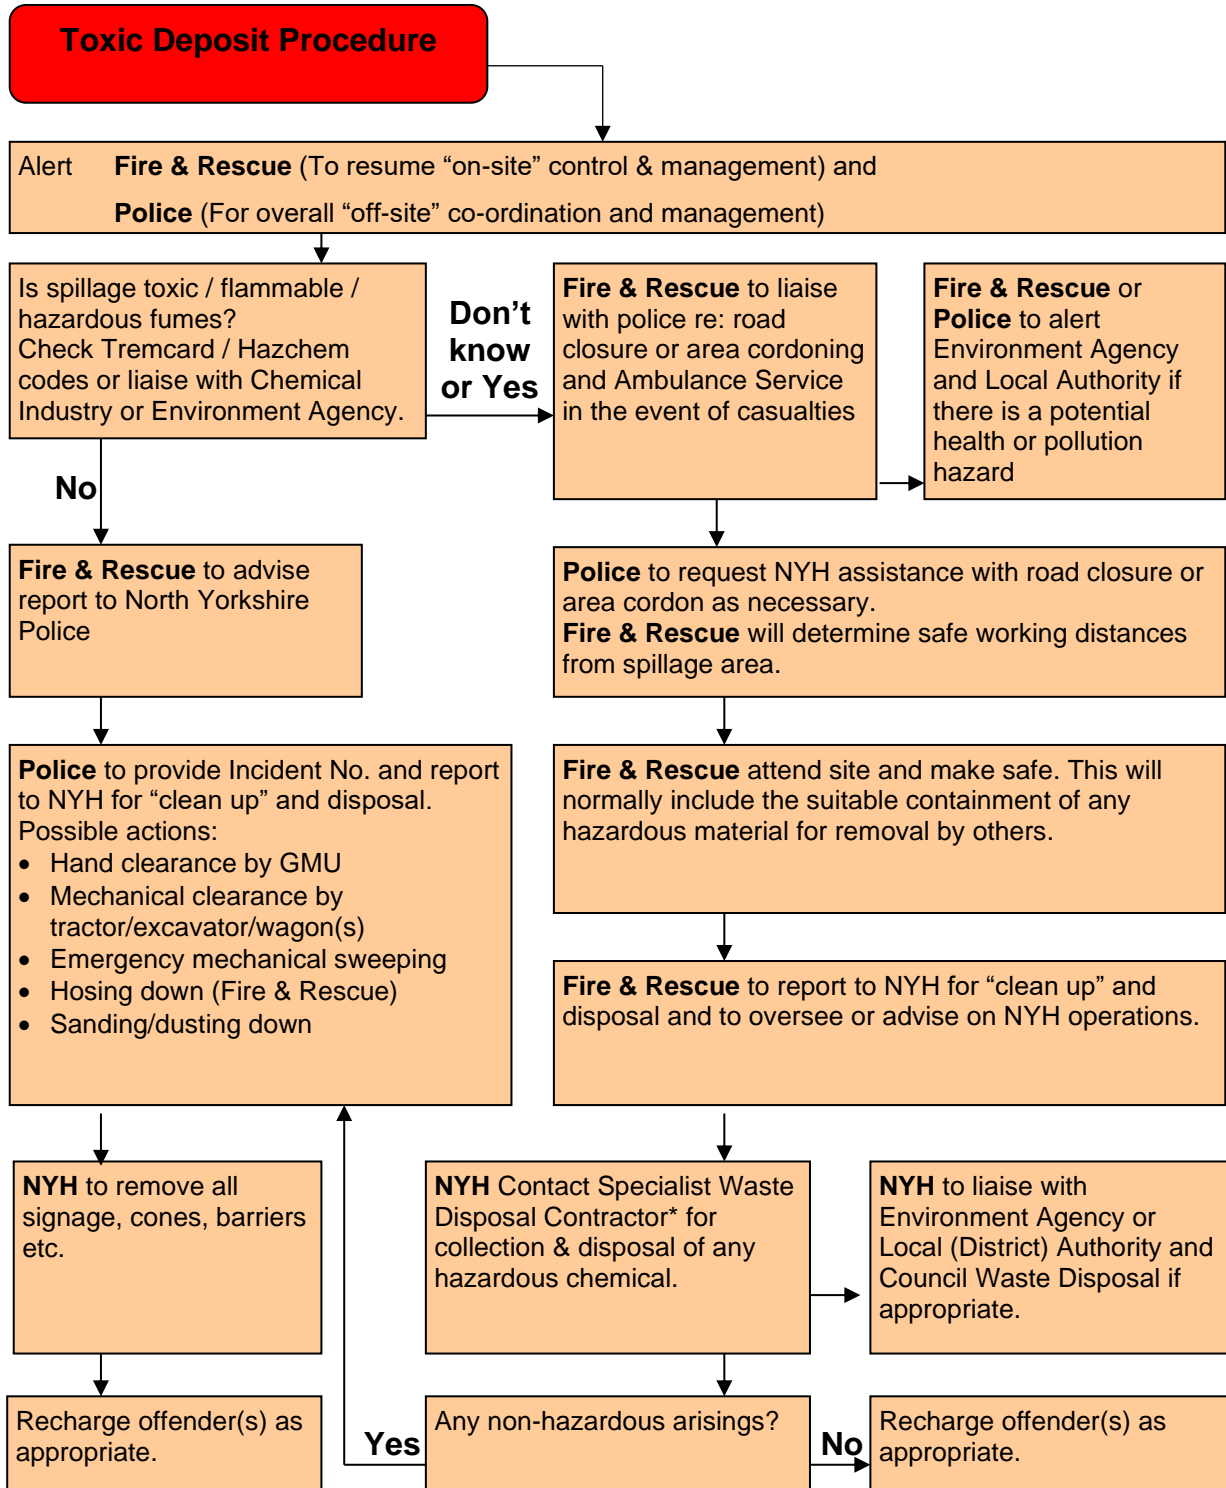 Toxic Deposit Procedure
Alert Fire & Rescue (To resume “on-site” control & management) and
Police (For overall “off-site” co-ordination and management)
Is spillage toxic / flammable /
hazardous fumes?
Check Tremcard / Hazchem
codes or liaise with Chemical
Industry or Environment Agency.
Don’t
know
or Yes
Fire & Rescue to liaise
with police re: road
closure or area cordoning
and Ambulance Service
in the event of casualties
Fire & Rescue or
Police to alert
Environment Agency
and Local Authority if
there is a potential
health or pollution
hazard
No
Fire & Rescue to advise
report to North Yorkshire
Police
Police to request NYH assistance with road closure or
area cordon as necessary.
Fire & Rescue will determine safe working distances
from spillage area.
Police to provide Incident No. and report
to NYH for “clean up” and disposal.
Possible actions:
• Hand clearance by GMU
• Mechanical clearance by
tractor/excavator/wagon(s)
• Emergency mechanical sweeping
• Hosing down (Fire & Rescue)
• Sanding/dusting down
Fire & Rescue attend site and make safe. This will
normally include the suitable containment of any
hazardous material for removal by others.
Fire & Rescue to report to NYH for “clean up” and
disposal and to oversee or advise on NYH operations.
NYH to remove all
signage, cones, barriers
etc.
NYH Contact Specialist Waste
Disposal Contractor* for
collection & disposal of any
hazardous chemical.
NYH to liaise with
Environment Agency or
Local (District) Authority and
Council Waste Disposal if
appropriate.
Recharge offender(s) as
appropriate.
Yes
Any non-hazardous arisings?
No
Recharge offender(s) as
appropriate.